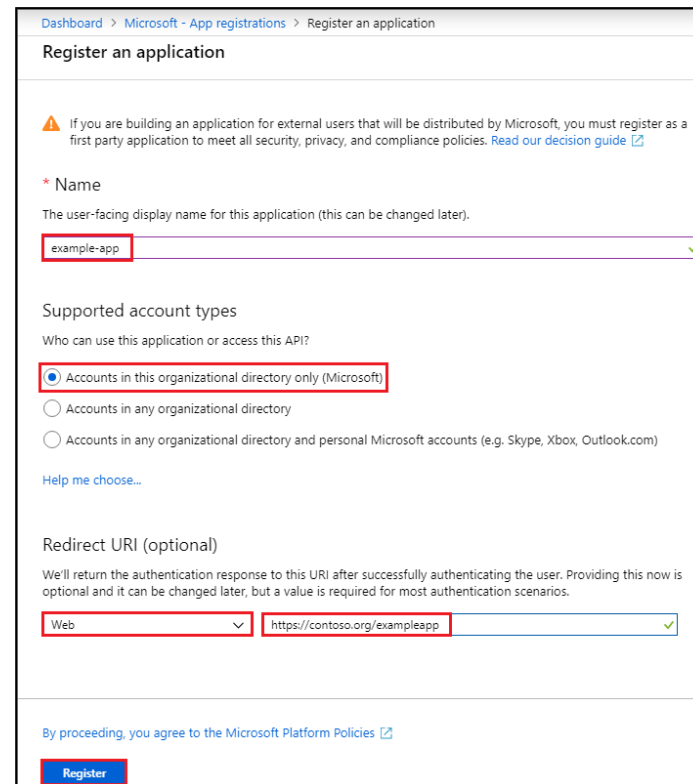 Dashboard > Microsoft - App registrations > Register an application
Register an application
If you are building an application for external users that will be distributed by Microsoft, you must register as a
first party application to meet all security, privacy, and compliance policies. Read our decision guide
* Name
The user-facing display name for this application (this can be changed later).
example-app
Supported account types
Who can use this application or access this API?
Accounts in this organizational directory only (Microsoft)
Accounts in any organizational directory
Accounts in any organizational directory and personal Microsoft accounts (e.g. Skype, Xbox, Outlook.com)
Help me choose...
Redirect URI (optional)
We'll return the authentication response to this URI after successfully authenticating the user. Providing this now is
optional and it can be changed later, but a value is required for most authentication scenarios.
Web https://contoso.org/exampleapp
By proceeding, you agree to the Microsoft Platform Policies
Register